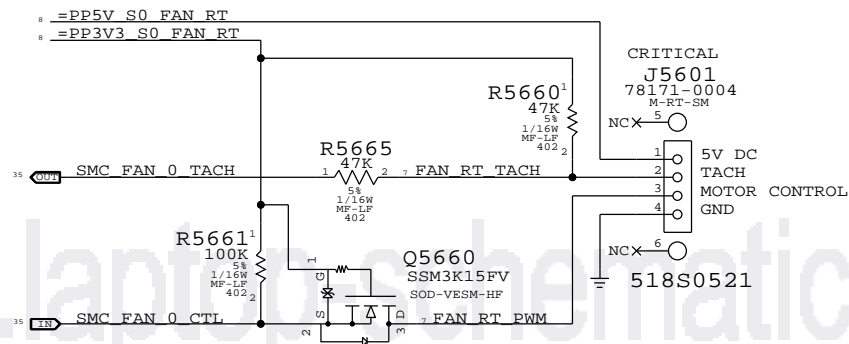 8 =PP5V_S0_FAN_RT
8 =PP3V3_S0_FAN_RT
CRITICAL
J5601
78171-0004
M-RT-SM
R5660 1
47K
5%
1/16W
MF-LF
402 2
NC 5
R5665
47K
35 OUT SMC_FAN_0_TACH 1 2 7 FAN_RT_TACH
5%
1/16W
MF-LF
402
1 5V DC
2 TACH
3 MOTOR CONTROL
4 GND
NC 6
518S0521
R5661 1
100K
5%
1/16W
MF-LF
402 2
1 G
S 2
3 D
Q5660
SSM3K15FV
SOD-VESM-HF
35 IN SMC_FAN_0_CTL
7 FAN_RT_PWM
.laptop-schematic